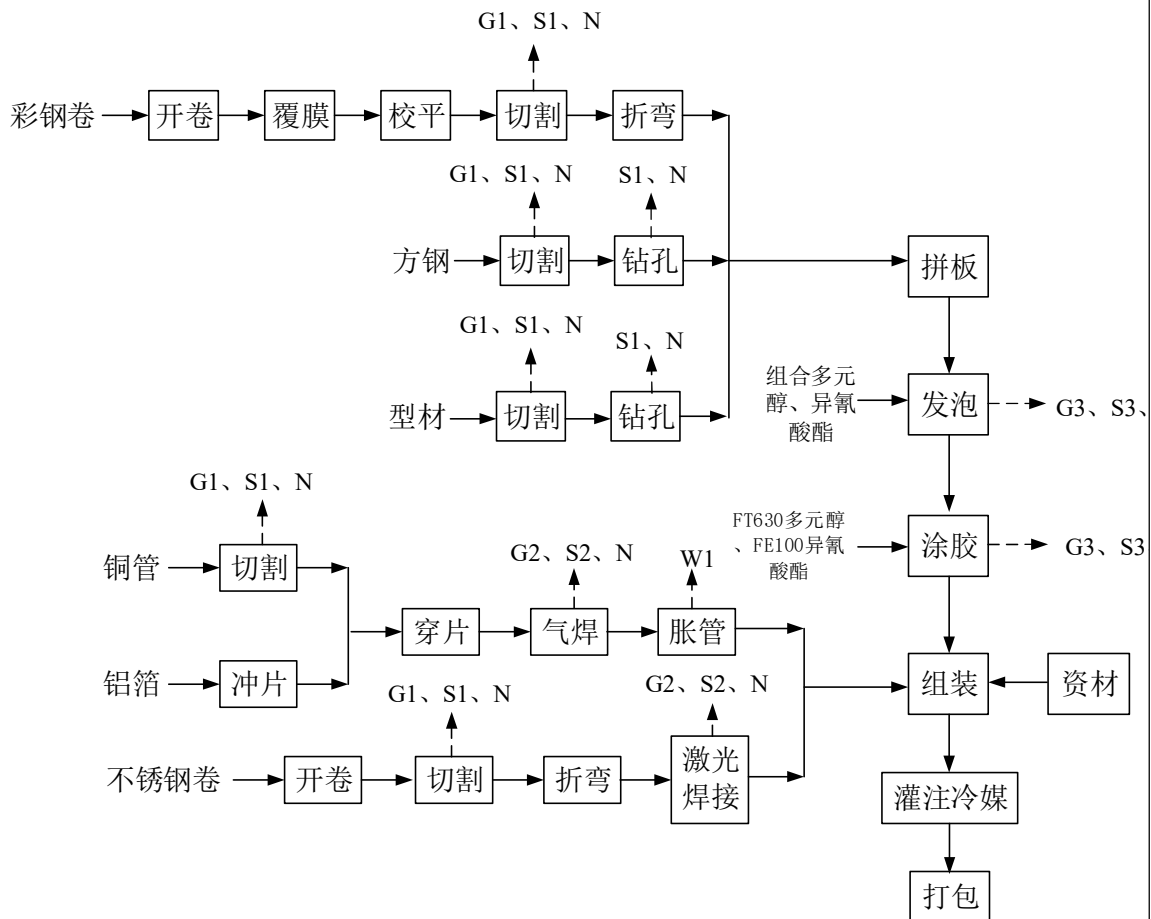 G1、S1、N
彩钢卷
开卷
覆膜
校平
切割
折弯
G1、S1、N
S1、N
方钢
切割
钻孔
拼板
G1、S1、N
S1、N
型材
切割
钻孔
组合多元
醇、异氰
酸酯
发泡
G3、S3、
G1、S1、N
铜管
切割
FT630多元醇
、FE100异氰
酸酯
涂胶
G3、S3
G2、S2、N
W1
穿片
气焊
胀管
铝箔
冲片
G1、S1、N
G2、S2、N
组装
资材
不锈钢卷
开卷
切割
折弯
激光
焊接
灌注冷媒
打包